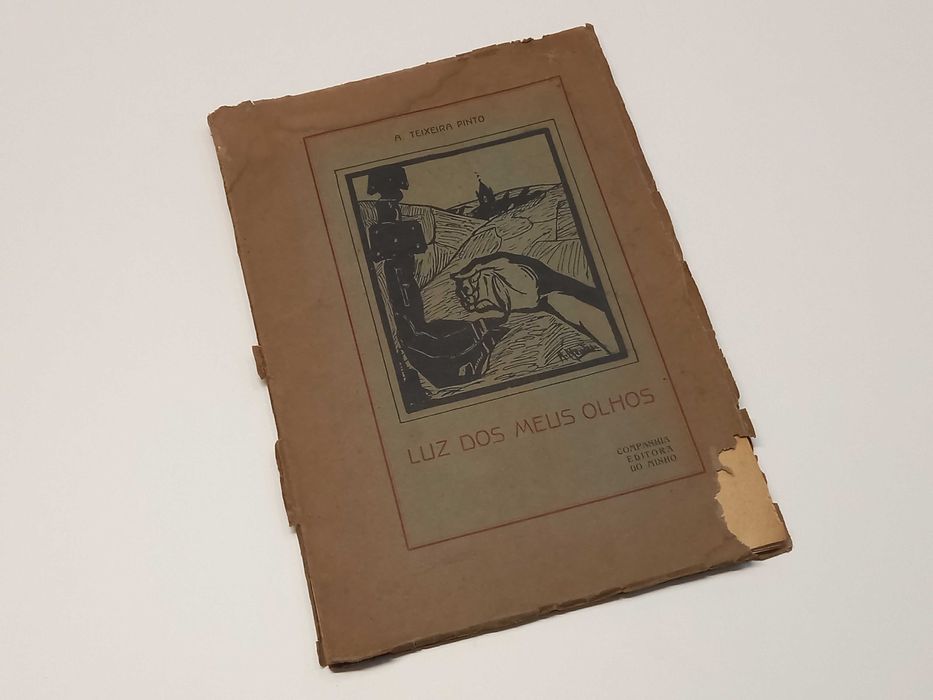 A. TEIXEIRA PINTO
LUZ DOS MEUS OLHOS
COMPANHIA
EDITORA
DO MINHO